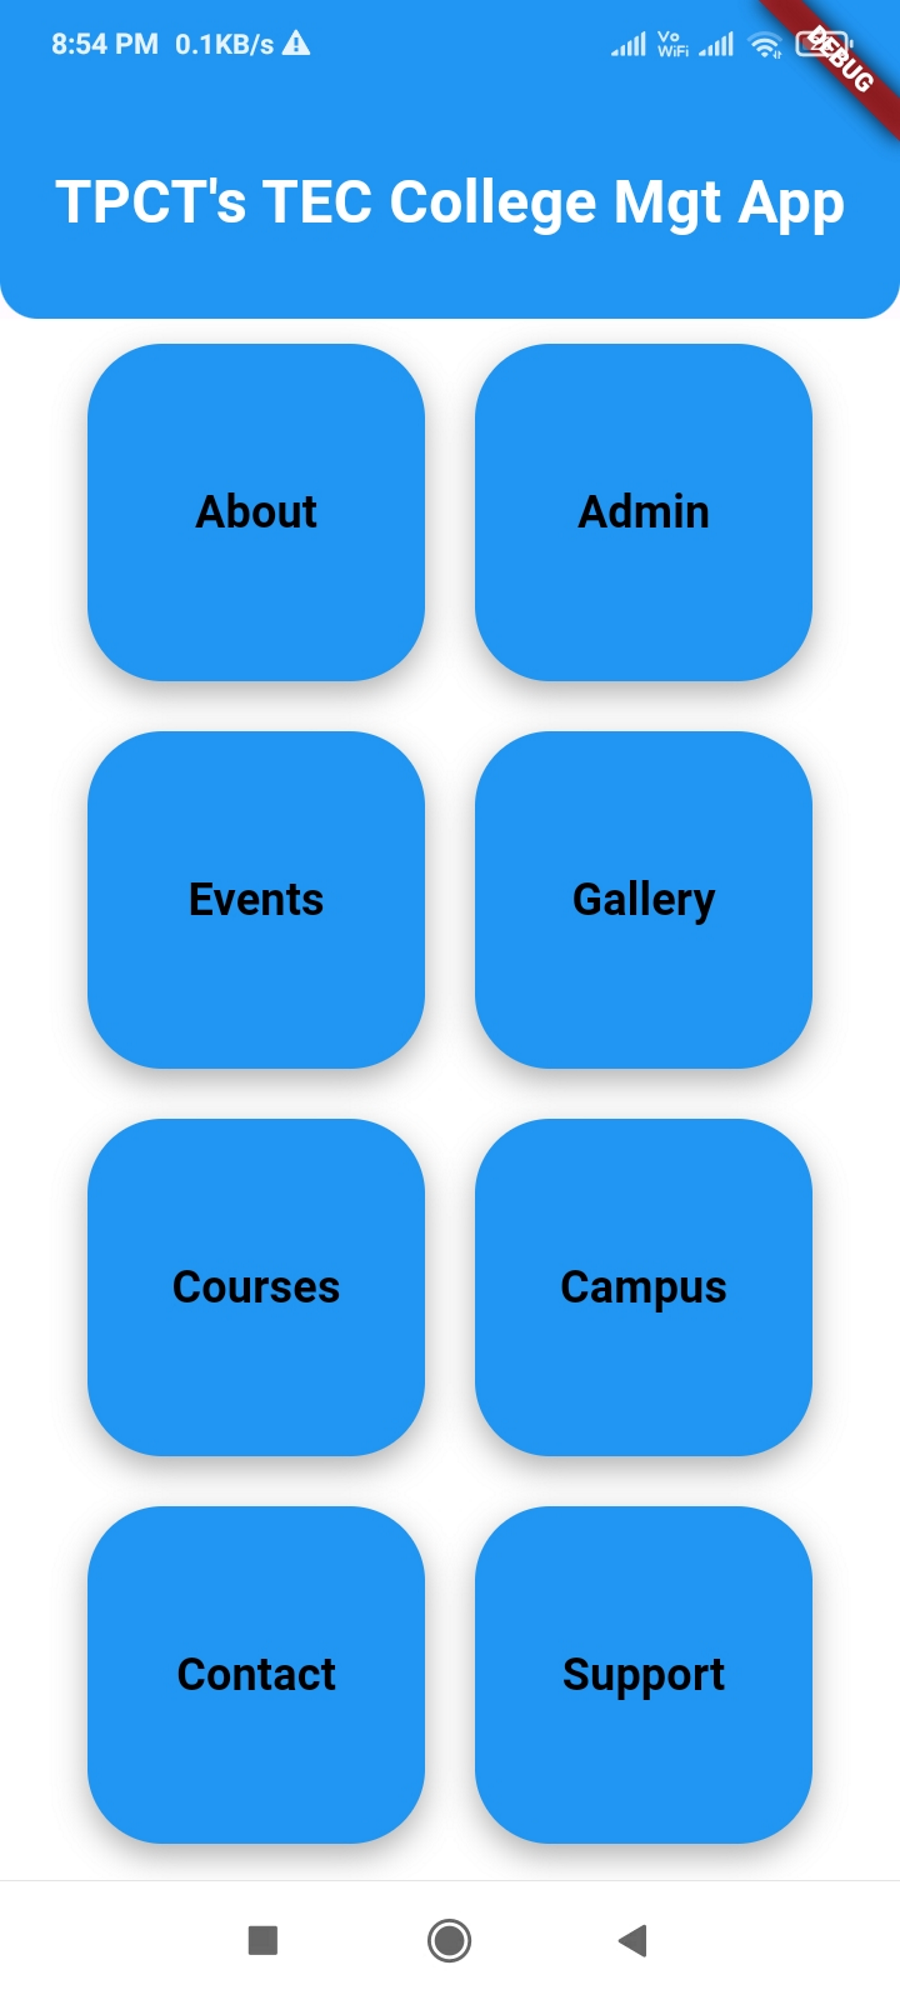 8:54 PM 0.1KB/s
Vo
WiFi
DEBUG
TPCT's TEC College Mgt App
About
Admin
Events
Gallery
Courses
Campus
Contact
Support